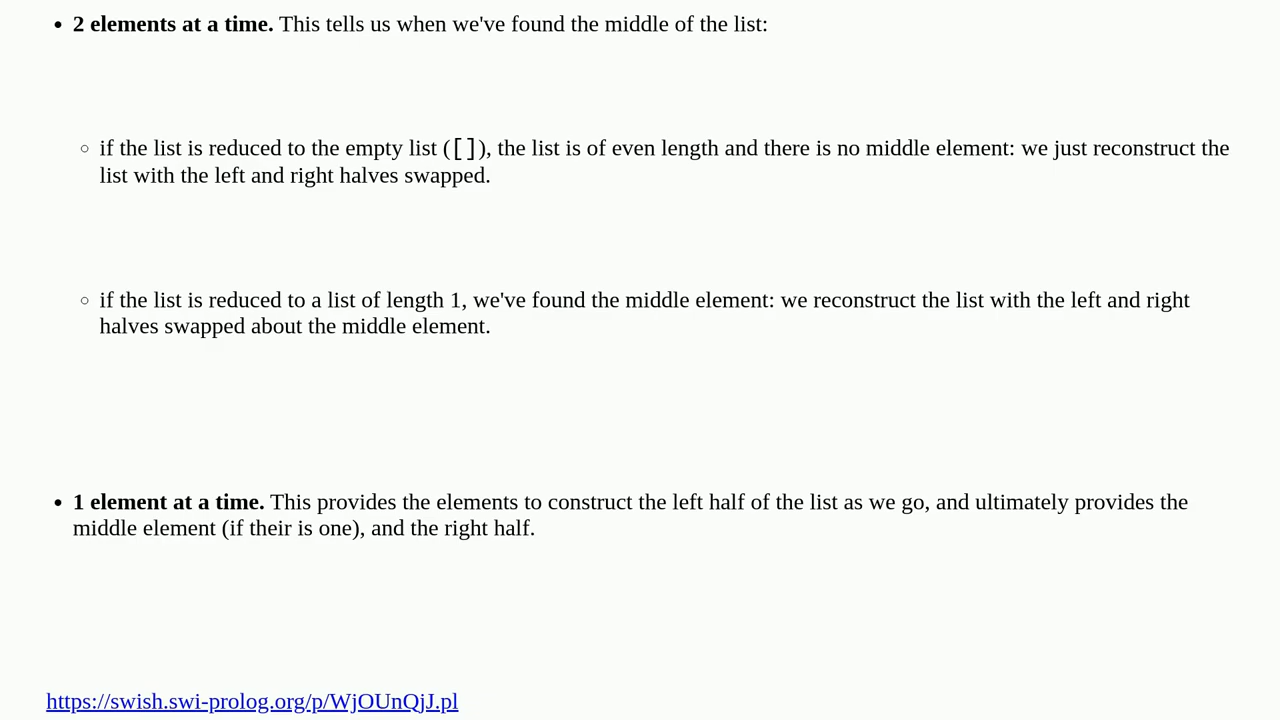 • 2 elements at a time. This tells us when we've found the middle of the list:
◦ if the list is reduced to the empty list ([]), the list is of even length and there is no middle element: we just reconstruct the
list with the left and right halves swapped.
◦ if the list is reduced to a list of length 1, we've found the middle element: we reconstruct the list with the left and right
halves swapped about the middle element.
• 1 element at a time. This provides the elements to construct the left half of the list as we go, and ultimately provides the
middle element (if their is one), and the right half.
https://swish.swi-prolog.org/p/WjOUnQjJ.pl